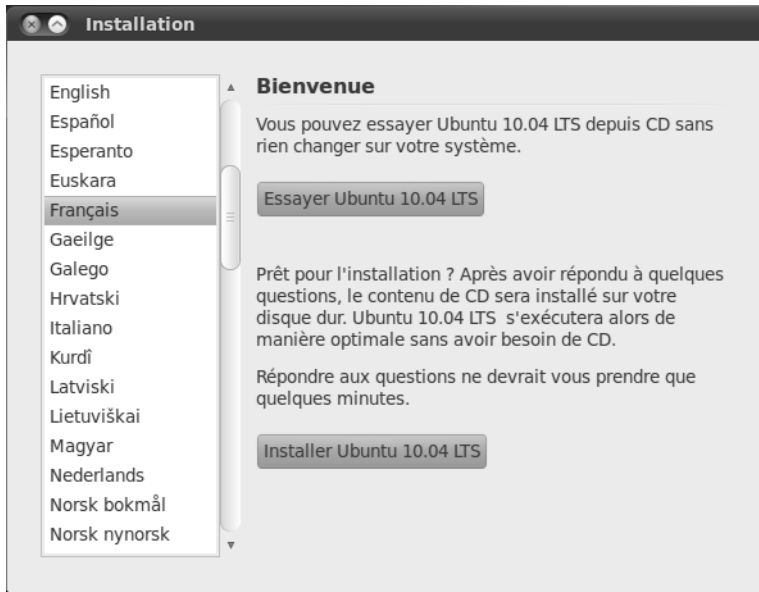 Installation
English
Español
Esperanto
Euskara
Français
Gaeilge
Galego
Hrvatski
Italiano
Kurdî
Latviski
Lietuviškai
Magyar
Nederlands
Norsk bokmål
Norsk nynorsk
Bienvenue
Vous pouvez essayer Ubuntu 10.04 LTS depuis CD sans
rien changer sur votre système.
Essayer Ubuntu 10.04 LTS
Prêt pour l'installation ? Après avoir répondu à quelques
questions, le contenu de CD sera installé sur votre
disque dur. Ubuntu 10.04 LTS  s'exécutera alors de
manière optimale sans avoir besoin de CD.
Répondre aux questions ne devrait vous prendre que
quelques minutes.
Installer Ubuntu 10.04 LTS